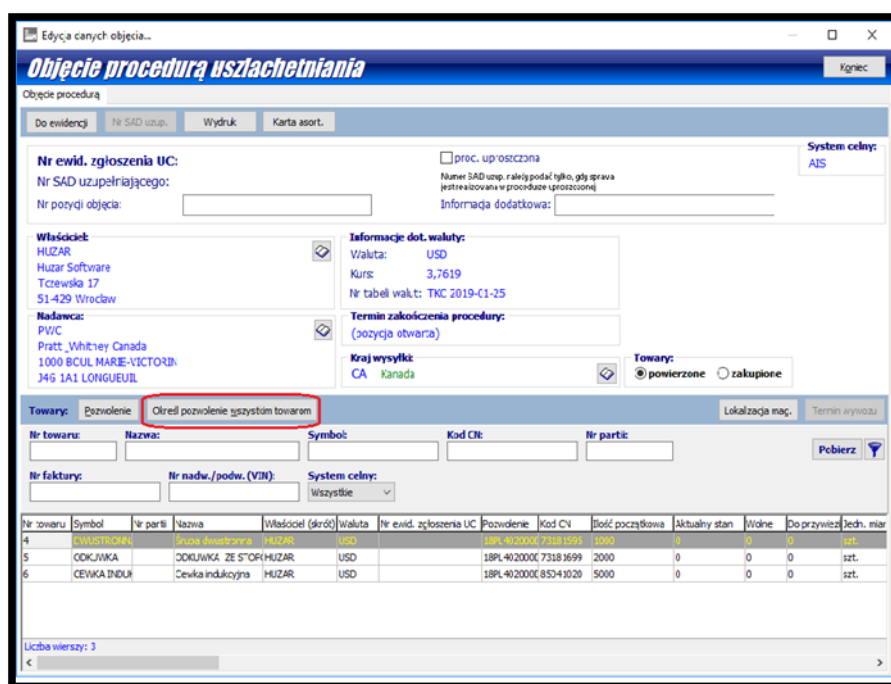 Edycja danych objęcia...
Objęcie procedurą uszlachetniania
Kgniec
Objęcie procedurą
Do ewidencji Nr SAD uzup. Wydruk Karta asort.
System celny:
AIS
Nr ewid. zgłoszenia UC:
proc. uproszczona
Nr SAD uzupełniającego:
Numer SAD uzup. należy podać tylko, gdy sprawa
jest realizowana w procedurze uproszczonej
Nr pozycji objęcia:
Informacja dodatkowa:
Właściciel:
HUZAR
Huzar Software
Tczewska 17
51-429 Wrocław
Informacje dot. waluty:
Waluta: USD
Kurs: 3,7619
Nr tabeli walut: TKC 2019-01-25
Nadawca:
PWC
Pratt_Whitney Canada
1000 BOUL MARIE-VICTORIN
J4G 1A1 LONGUEUIL
Termin zakończenia procedury:
(pozycja otwarta)
Kraj wysyłki:
CA Kanada
Towary:
powierzone zakupione
Towary: Pozwolenie Określ pozwolenie wszystkim towarom Lokalizacja mag. Termin wywozu
Nr towaru: Nazwa: Symbol: Kod CN: Nr partii:
Pobierz
Nr faktury: Nr nadw./podw. (VIN): System celny:
Wszystkie
Nr towaru Symbol Nr partii Nazwa Właściciel (skrót) Waluta Nr ewid. zgłoszenia UC Pozwolenie Kod CN Ilość początkowa Aktualny stan Wolne Do przywiezi Jedn. miar
4 DWUSTRONN Śruba dwustronna HUZAR USD 18PL4020000 73181595 1000 0 0 0 szt.
5 ODKUWKA ODKUWKA ZE STOP HUZAR USD 18PL4020000 73181699 2000 0 0 0 szt.
6 CEWKA INDUK Cewka indukcyjna HUZAR USD 18PL4020000 85041020 5000 0 0 0 szt.
Liczba wierszy: 3